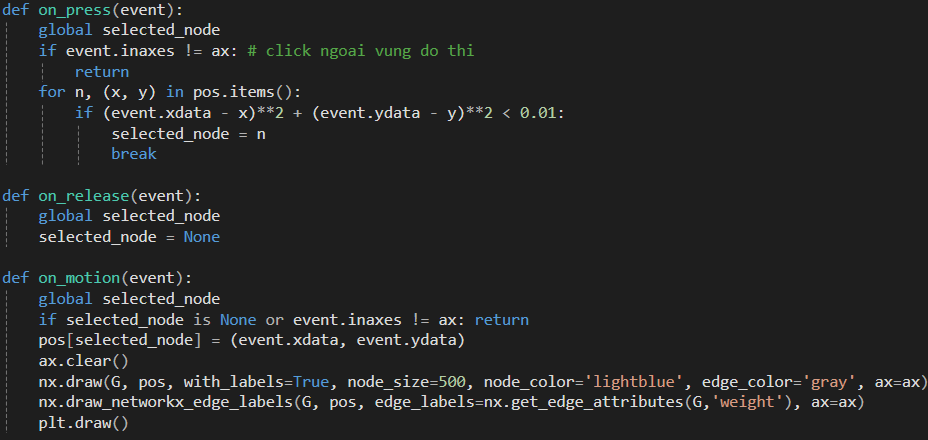 def on_press(event):
    global selected_node
    if event.inaxes != ax: # click ngoai vung do thi
        return
    for n, (x, y) in pos.items():
        if (event.xdata - x)**2 + (event.ydata - y)**2 < 0.01:
            selected_node = n
            break

def on_release(event):
    global selected_node
    selected_node = None

def on_motion(event):
    global selected_node
    if selected_node is None or event.inaxes != ax: return
    pos[selected_node] = (event.xdata, event.ydata)
    ax.clear()
    nx.draw(G, pos, with_labels=True, node_size=500, node_color='lightblue', edge_color='gray', ax=ax)
    nx.draw_networkx_edge_labels(G, pos, edge_labels=nx.get_edge_attributes(G,'weight'), ax=ax)
    plt.draw()